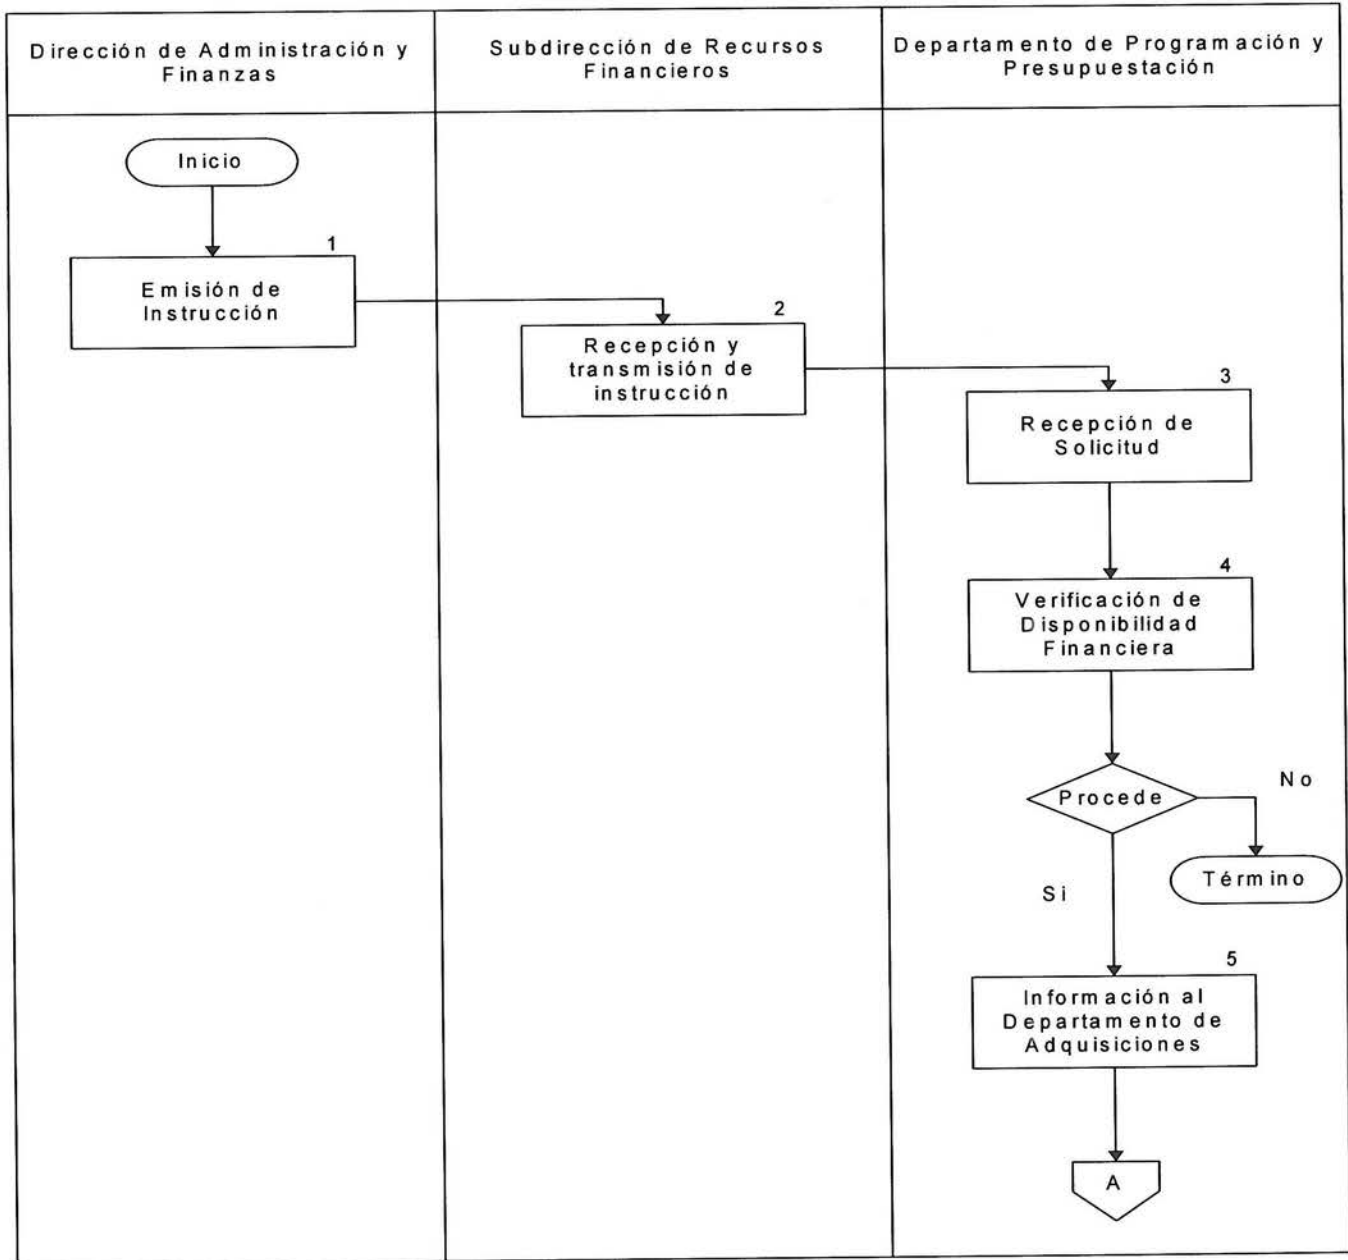 Dirección de Administración y
Finanzas
Subdirección de Recursos
Financieros
Departamento de Programación y
Presupuestación
Inicio
1
Emisión de
Instrucción
2
Recepción y
transmisión de
instrucción
3
Recepción de
Solicitud
4
Verificación de
Disponibilidad
Financiera
Procede
No
Término
Si
5
Información al
Departamento de
Adquisiciones
A